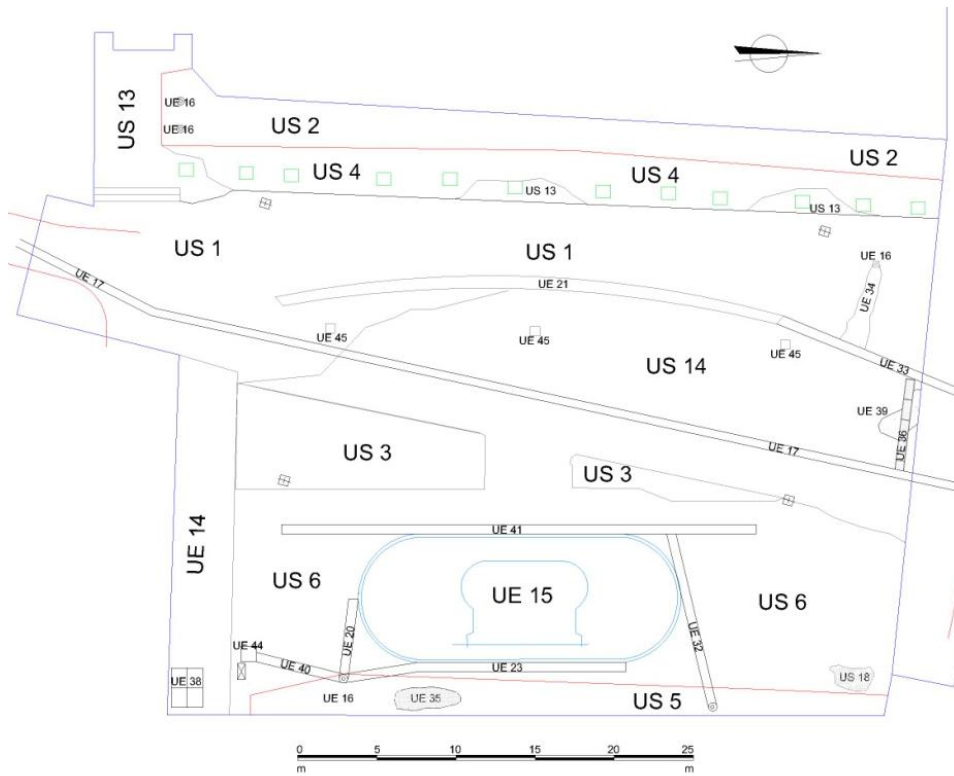 UE 16
US 13
US 2
UE 16
US 2
US 4
US 4
US 13
US 13
US 1
US 1
UE 16
UE 17
UE 21
UE 34
UE 45
UE 45
UE 45
US 14
UE 33
UE 39
UE 36
US 3
UE 17
US 3
UE 14
UE 41
US 6
UE 15
US 6
UE 20
UE 32
UE 44
UE 40
UE 23
UE 38
UE 16
UE 35
US 5
US 18
0 5 10 15 20 25
m m